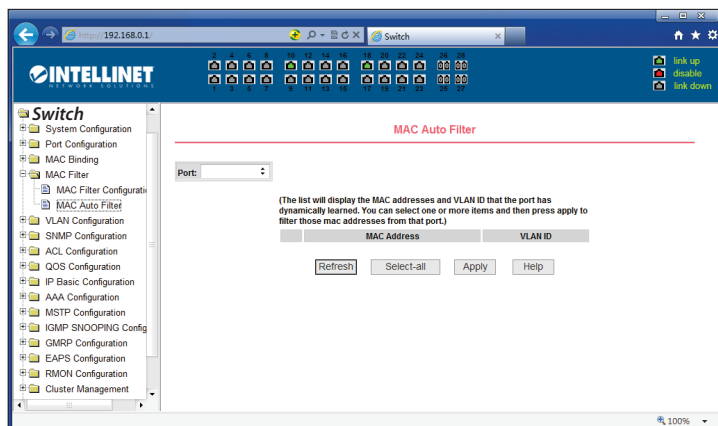 http://192.168.0.1/
Switch
INTELLINET
NETWORK SOLUTIONS
2 4 6 8 10 12 14 16 18 20 22 24 26 28
1 3 5 7 9 11 13 15 17 19 21 23 25 27
link up
disable
link down
Switch
System Configuration
Port Configuration
MAC Binding
MAC Filter
MAC Filter Configurati
MAC Auto Filter
VLAN Configuration
SNMP Configuration
ACL Configuration
QOS Configuration
IP Basic Configuration
AAA Configuration
MSTP Configuration
IGMP SNOOPING Config
GMRP Configuration
EAPS Configuration
RMON Configuration
Cluster Management
MAC Auto Filter
Port:
(The list will display the MAC addresses and VLAN ID that the port has
dynamically learned. You can select one or more items and then press apply to
filter those mac addresses from that port.)
MAC Address VLAN ID
Refresh Select-all Apply Help
100%